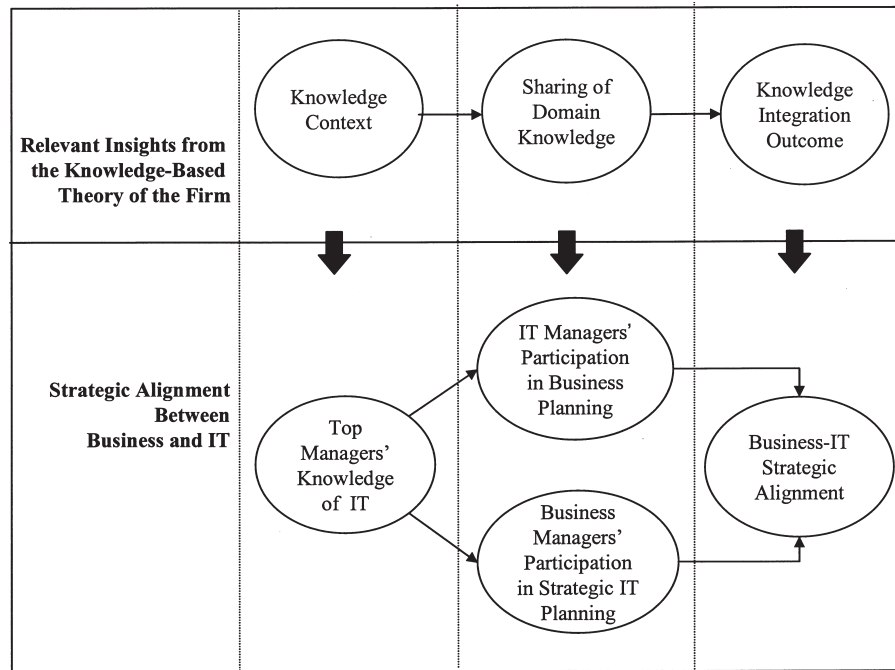 Relevant Insights from
the Knowledge-Based
Theory of the Firm
Knowledge
Context
Sharing of
Domain
Knowledge
Knowledge
Integration
Outcome
Strategic Alignment
Between
Business and IT
Top
Managers'
Knowledge
of IT
IT Managers'
Participation
in Business
Planning
Business
Managers'
Participation
in Strategic IT
Planning
Business-IT
Strategic
Alignment